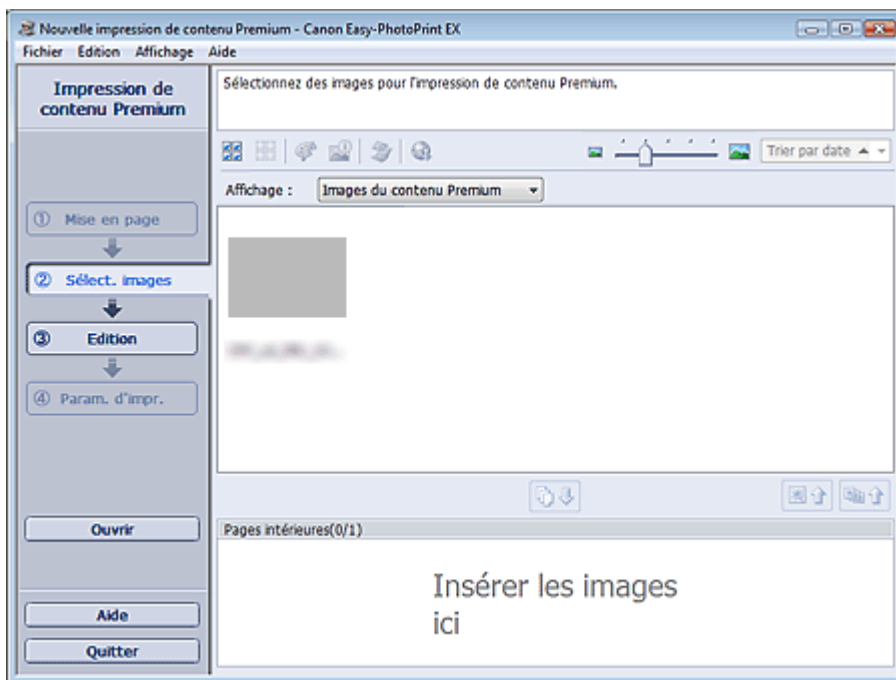 Nouvelle impression de contenu Premium - Canon Easy-PhotoPrint EX
Fichier Edition Affichage Aide
Impression de
contenu Premium
Sélectionnez des images pour l'impression de contenu Premium.
Trier par date
Affichage : Images du contenu Premium
① Mise en page
② Sélect. images
③ Edition
④ Param. d'impr.
Ouvrir
Pages intérieures(0/1)
Insérer les images
ici
Aide
Quitter